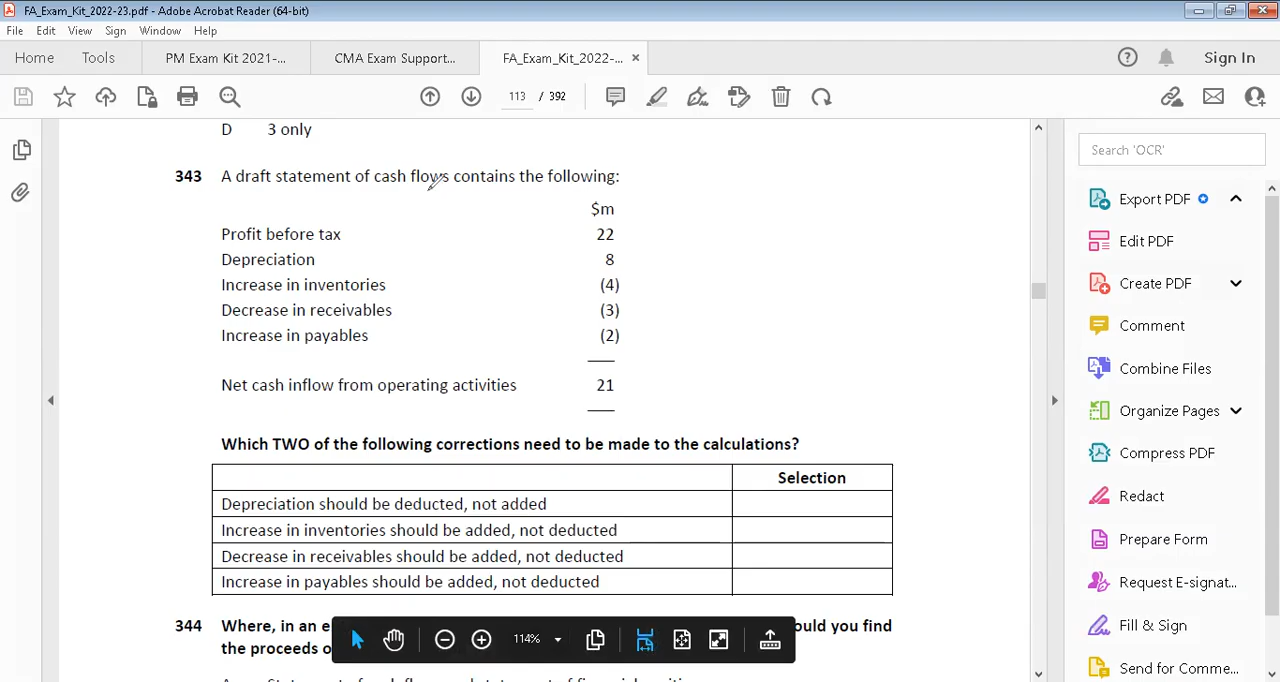 FA_Exam_Kit_2022-23.pdf - Adobe Acrobat Reader (64-bit)
File Edit View Sign Window Help
Home Tools PM Exam Kit 2021-... CMA Exam Support... FA_Exam_Kit_2022-... × Sign In
113 / 392
D 3 only
343 A draft statement of cash flows contains the following:
$m
Profit before tax 22
Depreciation 8
Increase in inventories (4)
Decrease in receivables (3)
Increase in payables (2)
Net cash inflow from operating activities 21
Which TWO of the following corrections need to be made to the calculations?
Selection
Depreciation should be deducted, not added
Increase in inventories should be added, not deducted
Decrease in receivables should be added, not deducted
Increase in payables should be added, not deducted
344 Where, in an e ould you find
the proceeds o
114%
Search 'OCR'
Export PDF
Edit PDF
Create PDF
Comment
Combine Files
Organize Pages
Compress PDF
Redact
Prepare Form
Request E-signat...
Fill & Sign
Send for Comme...